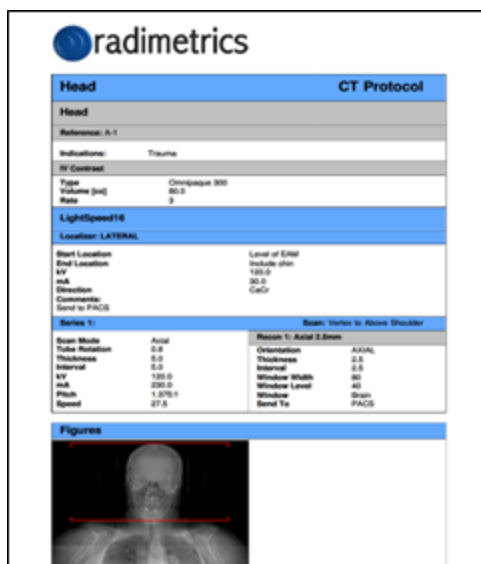 radimetrics
Head CT Protocol
Head
Reference: A-1
Indications: Trauma
IV Contrast
Type Omnipaque 300
Volume [cc] 80.0
Rate 3
LightSpeed16
Localizer: LATERAL
Start Location Level of EAM
End Location Include chin
kV 120.0
mA 30.0
Direction CaCr
Comments:
Send to PACS
Series 1: Scan: Vertex to Above Shoulder
Scan Mode Axial
Tube Rotation 0.8
Thickness 5.0
Interval 5.0
kV 120.0
mA 230.0
Pitch 1.375:1
Speed 27.5
Recon 1: Axial 2.5mm
Orientation AXIAL
Thickness 2.5
Interval 2.5
Window Width 80
Window Level 40
Window Brain
Send To PACS
Figures